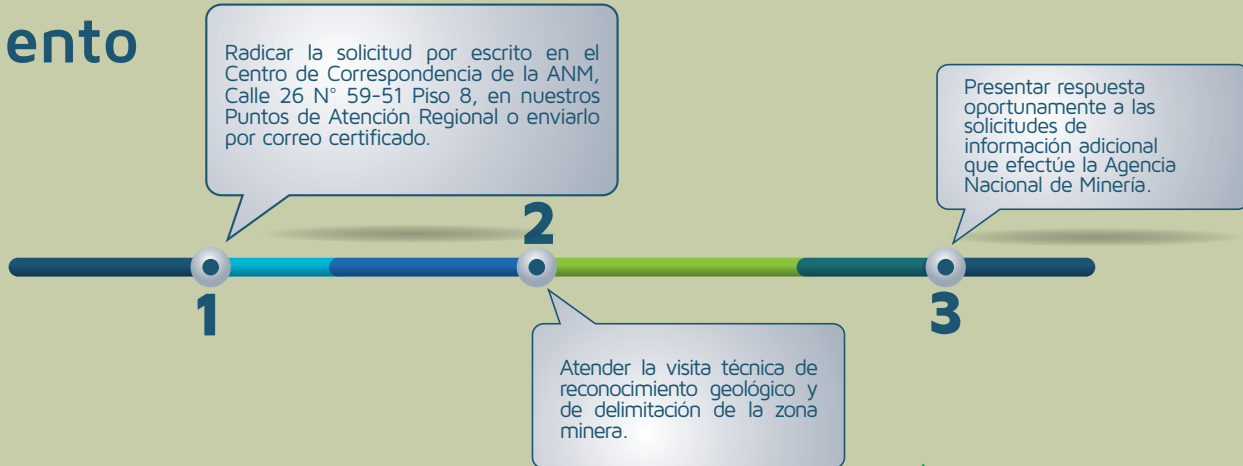 ento
Radicar la solicitud por escrito en el
Centro de Correspondencia de la ANM,
Calle 26 N° 59-51 Piso 8, en nuestros
Puntos de Atención Regional o enviarlo
por correo certificado.
1
2
Atender la visita técnica de
reconocimiento geológico y
de delimitación de la zona
minera.
Presentar respuesta
oportunamente a las
solicitudes de
información adicional
que efectúe la Agencia
Nacional de Minería.
3